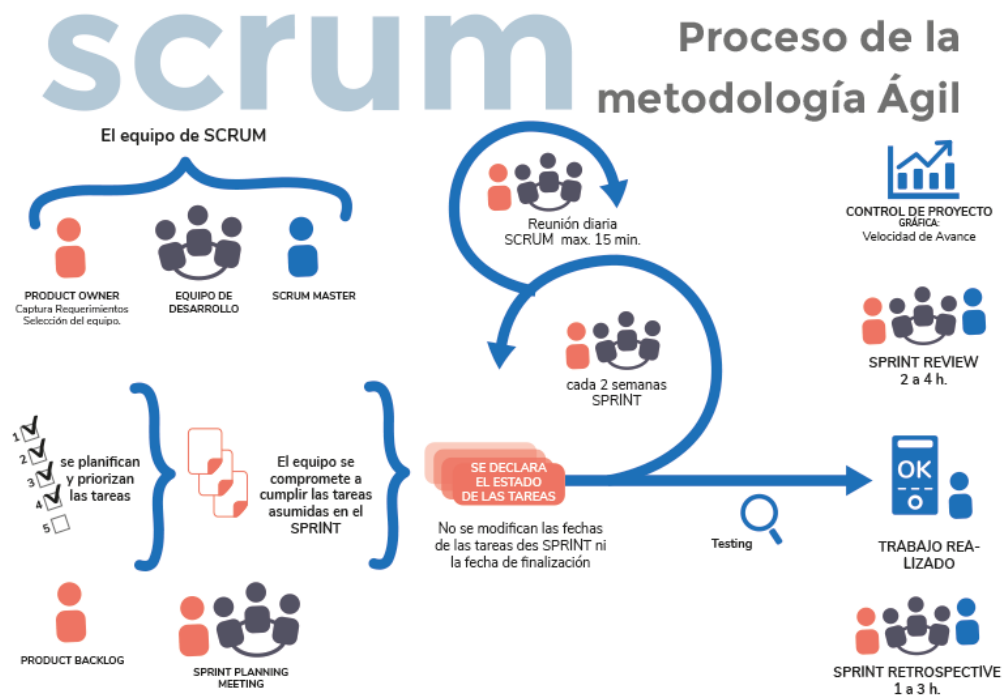 scrum
Proceso de la
metodología Ágil
El equipo de SCRUM
PRODUCT OWNER
Captura Requerimientos
Selección del equipo.
EQUIPO DE
DESARROLLO
SCRUM MASTER
Reunión diaria
SCRUM max. 15 min.
CONTROL DE PROYECTO
GRÁFICA:
Velocidad de Avance
cada 2 semanas
SPRINT
SPRINT REVIEW
2 a 4 h.
1
2
3
4
5
se planifican
y priorizan
las tareas
El equipo se
compromete a
cumplir las tareas
asumidas en el
SPRINT
SE DECLARA
EL ESTADO
DE LAS TAREAS
No se modifican las fechas
de las tareas des SPRINT ni
la fecha de finalización
Testing
OK
TRABAJO REA-
LIZADO
PRODUCT BACKLOG
SPRINT PLANNING
MEETING
SPRINT RETROSPECTIVE
1 a 3 h.